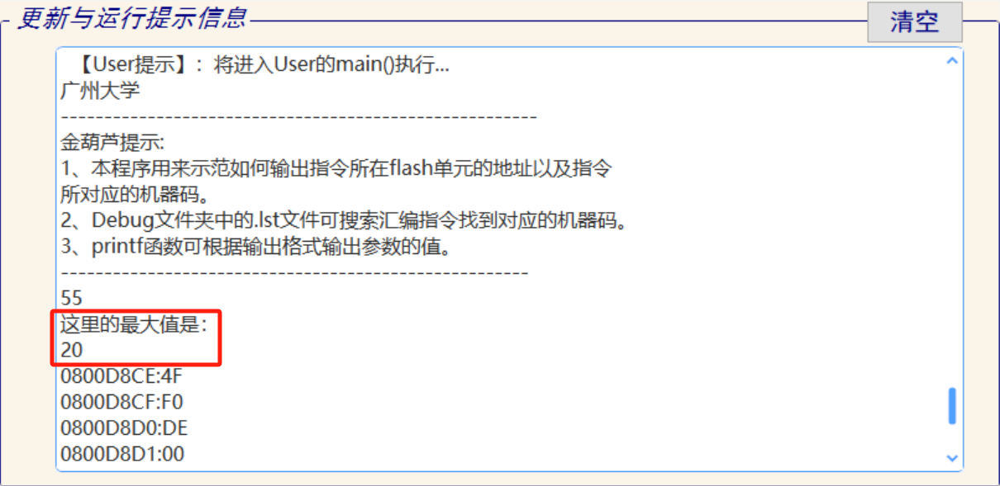 更新与运行提示信息
清空
【User提示】：将进入User的main()执行...
广州大学
------------------------------------------------------
金葫芦提示:
1、本程序用来示范如何输出指令所在flash单元的地址以及指令
所对应的机器码。
2、Debug文件夹中的.lst文件可搜索汇编指令找到对应的机器码。
3、printf函数可根据输出格式输出参数的值。
-----------------------------------------------------
55
这里的最大值是：
20
0800D8CE:4F
0800D8CF:F0
0800D8D0:DE
0800D8D1:00